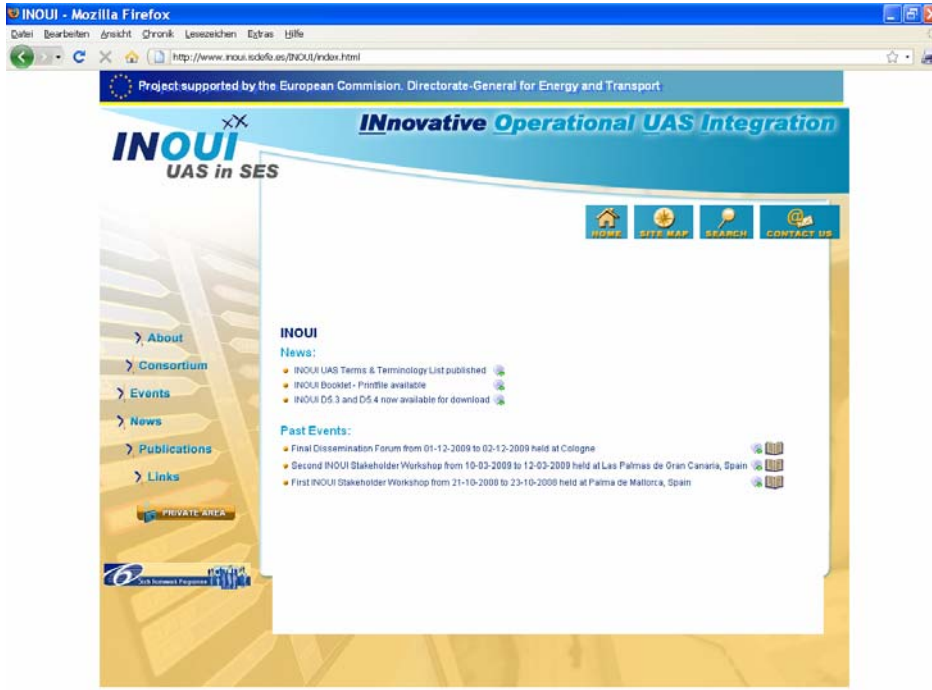 INOUI - Mozilla Firefox
Datei Bearbeiten Ansicht Chronik Lesezeichen Extras Hilfe
http://www.inoui.isdefe.es/INOUI/index.html
Project supported by the European Commision. Directorate-General for Energy and Transport
INOUI
UAS in SES
INnovative Operational UAS Integration
HOME SITE MAP SEARCH CONTACT US
About
Consortium
Events
News
Publications
Links
PRIVATE AREA
6
Sixth Framework Programme
INOUI
News:
INOUI UAS Terms & Terminology List published
INOUI Booklet - Printfile available
INOUI D5.3 and D5.4 now available for download
Past Events:
Final Dissemination Forum from 01-12-2009 to 02-12-2009 held at Cologne
Second INOUI Stakeholder Workshop from 10-03-2009 to 12-03-2009 held at Las Palmas de Gran Canaria, Spain
First INOUI Stakeholder Workshop from 21-10-2008 to 23-10-2008 held at Palma de Mallorca, Spain